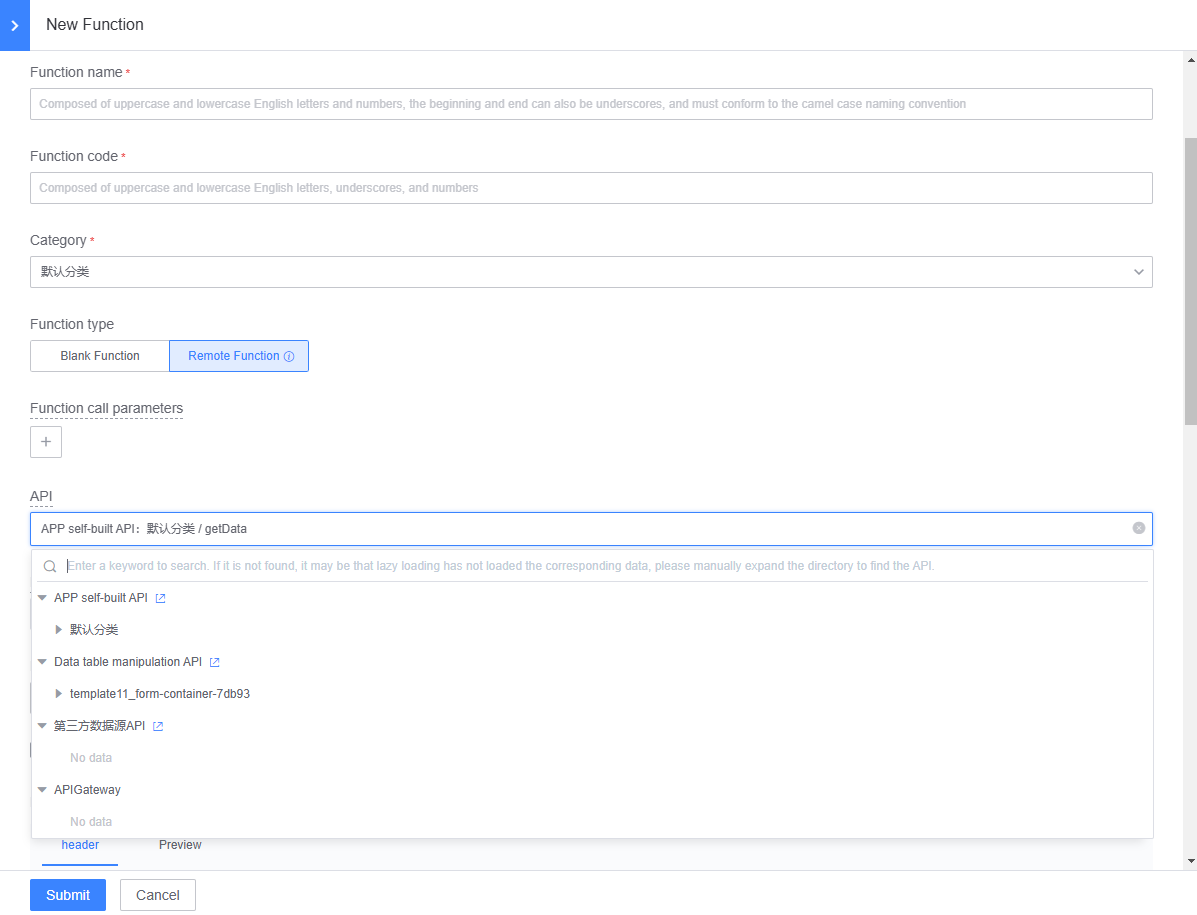 New Function
Function name *
Composed of uppercase and lowercase English letters and numbers, the beginning and end can also be underscores, and must conform to the camel case naming convention
Function code *
Composed of uppercase and lowercase English letters, underscores, and numbers
Category *
默认分类
Function type
Blank Function
Remote Function
Function call parameters
API
APP self-built API：默认分类 / getData
Enter a keyword to search. If it is not found, it may be that lazy loading has not loaded the corresponding data, please manually expand the directory to find the API.
APP self-built API
默认分类
Data table manipulation API
template11_form-container-7db93
第三方数据源API
No data
APIGateway
No data
header
Preview
Submit
Cancel